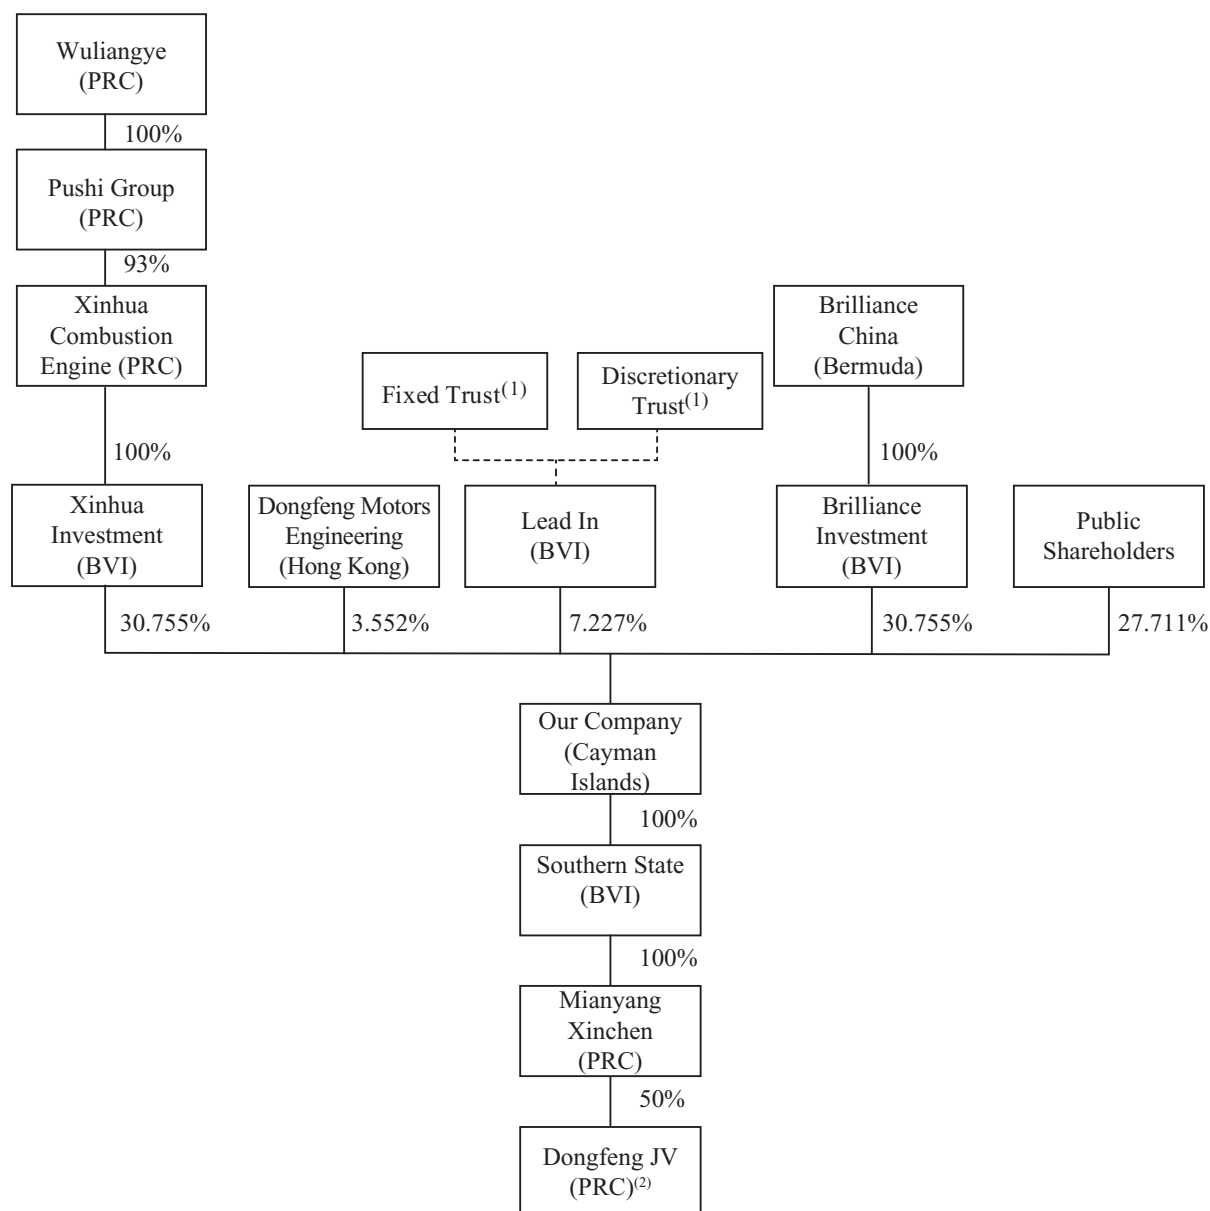 Wuliangye
(PRC)
100%
Pushi Group
(PRC)
93%
Xinhua
Combustion
Engine (PRC)
Brilliance
China
(Bermuda)
Fixed Trust(1)
Discretionary
Trust(1)
100%
100%
Xinhua
Investment
(BVI)
Dongfeng Motors
Engineering
(Hong Kong)
Lead In
(BVI)
Brilliance
Investment
(BVI)
Public
Shareholders
30.755%
3.552%
7.227%
30.755%
27.711%
Our Company
(Cayman
Islands)
100%
Southern State
(BVI)
100%
Mianyang
Xinchen
(PRC)
50%
Dongfeng JV
(PRC)(2)